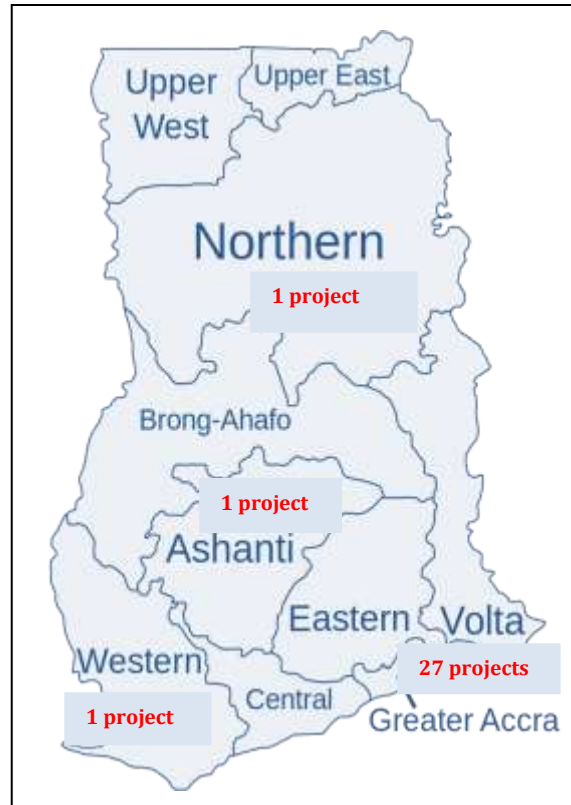 Upper East
Upper
West
Northern
1 project
Brong-Ahafo
1 project
Ashanti
Eastern
Volta
Western
27 projects
Central
1 project
Greater Accra